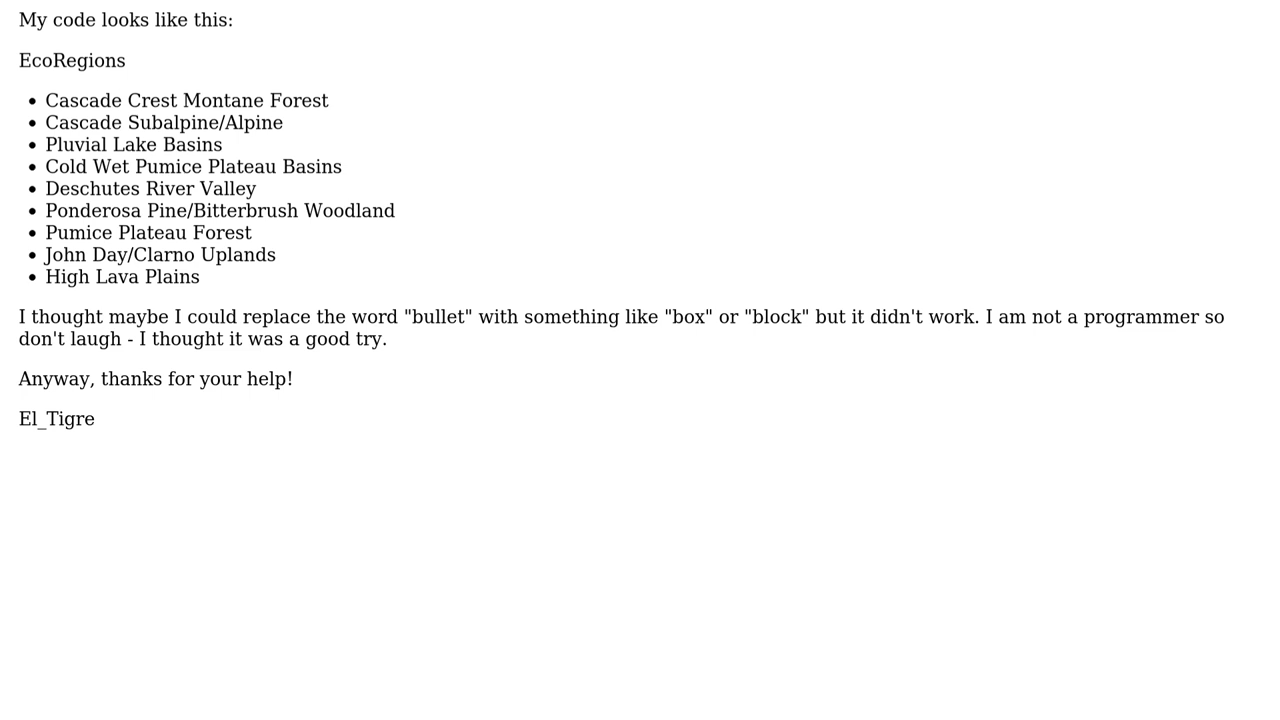 My code looks like this:
EcoRegions
• Cascade Crest Montane Forest
• Cascade Subalpine/Alpine
• Pluvial Lake Basins
• Cold Wet Pumice Plateau Basins
• Deschutes River Valley
• Ponderosa Pine/Bitterbrush Woodland
• Pumice Plateau Forest
• John Day/Clarno Uplands
• High Lava Plains
I thought maybe I could replace the word "bullet" with something like "box" or "block" but it didn't work. I am not a programmer so
don't laugh - I thought it was a good try.
Anyway, thanks for your help!
El_Tigre